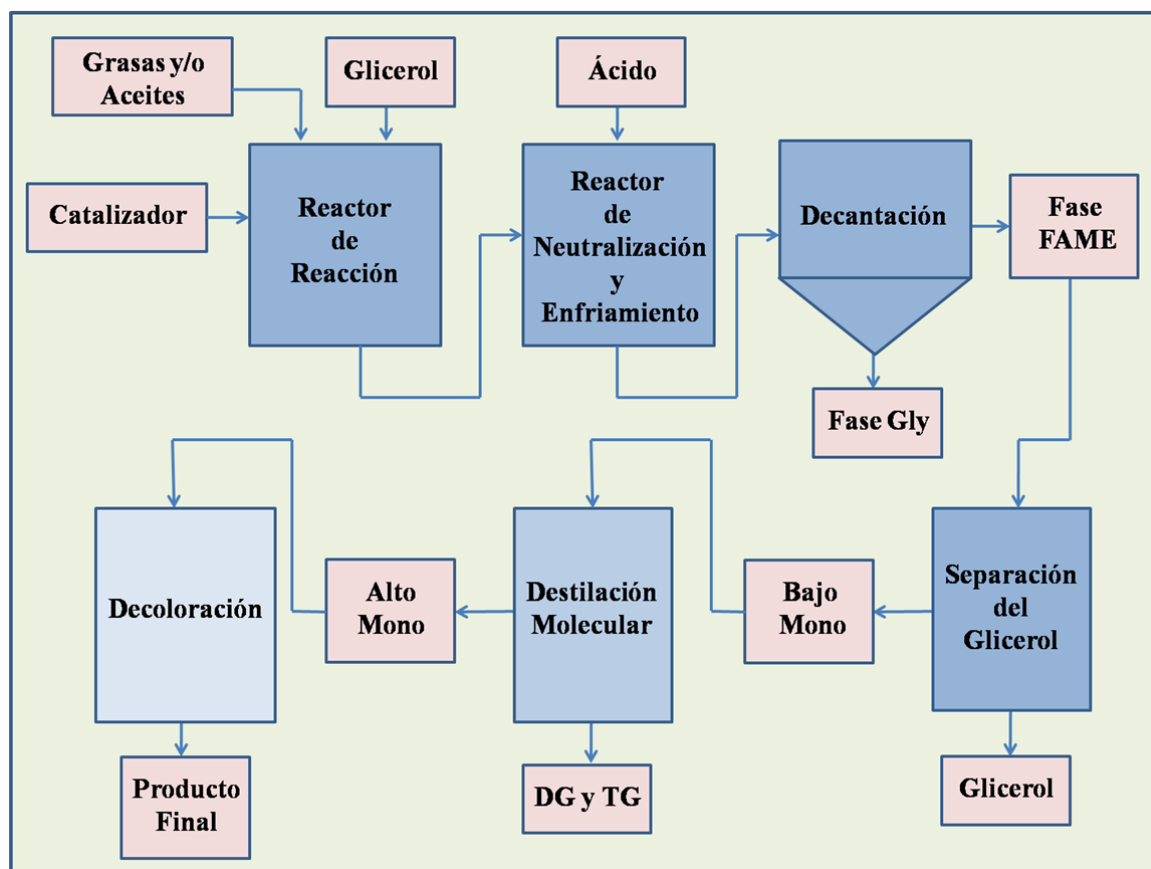 Grasas y/o
Aceites
Glicerol
Ácido
Catalizador
Reactor
de
Reacción
Reactor
de
Neutralización
y
Enfriamiento
Decantación
Fase
FAME
Fase Gly
Decoloración
Alto
Mono
Destilación
Molecular
Bajo
Mono
Separación
del
Glicerol
Producto
Final
DG y TG
Glicerol